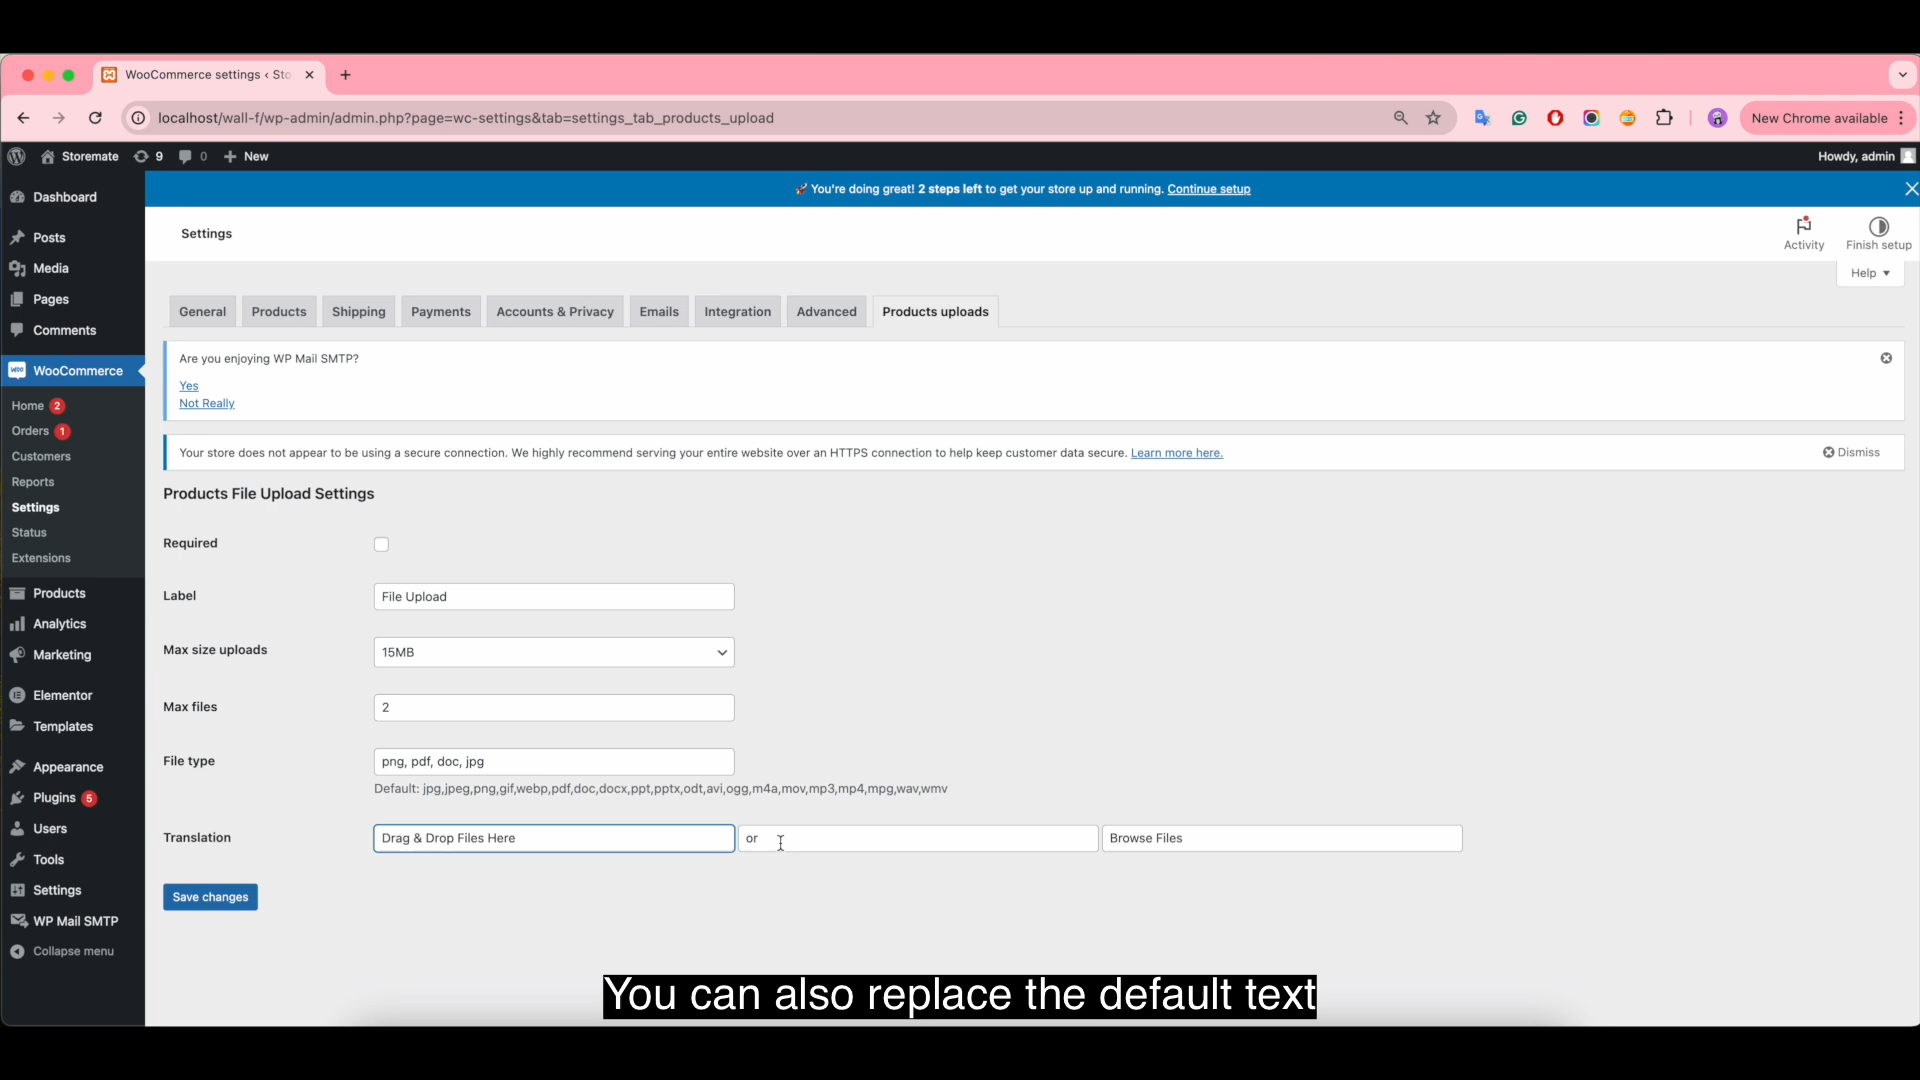 WooCommerce settings ‹ Sto
localhost/wall-f/wp-admin/admin.php?page=wc-settings&tab=settings_tab_products_upload
New Chrome available
Storemate 9 0 New
Howdy, admin
You're doing great! 2 steps left to get your store up and running. Continue setup
Dashboard
Posts
Media
Pages
Comments
WooCommerce
Home 2
Orders 1
Customers
Reports
Settings
Status
Extensions
Products
Analytics
Marketing
Elementor
Templates
Appearance
Plugins 5
Users
Tools
Settings
WP Mail SMTP
Collapse menu
Settings
Activity
Finish setup
Help
General Products Shipping Payments Accounts & Privacy Emails Integration Advanced Products uploads
Are you enjoying WP Mail SMTP?
Yes
Not Really
Your store does not appear to be using a secure connection. We highly recommend serving your entire website over an HTTPS connection to help keep customer data secure. Learn more here.
Dismiss
Products File Upload Settings
Required
Label File Upload
Max size uploads 15MB
Max files 2
File type png, pdf, doc, jpg
Default: jpg,jpeg,png,gif,webp,pdf,doc,docx,ppt,pptx,odt,avi,ogg,m4a,mov,mp3,mp4,mpg,wav,wmv
Translation Drag & Drop Files Here or Browse Files
Save changes
You can also replace the default text